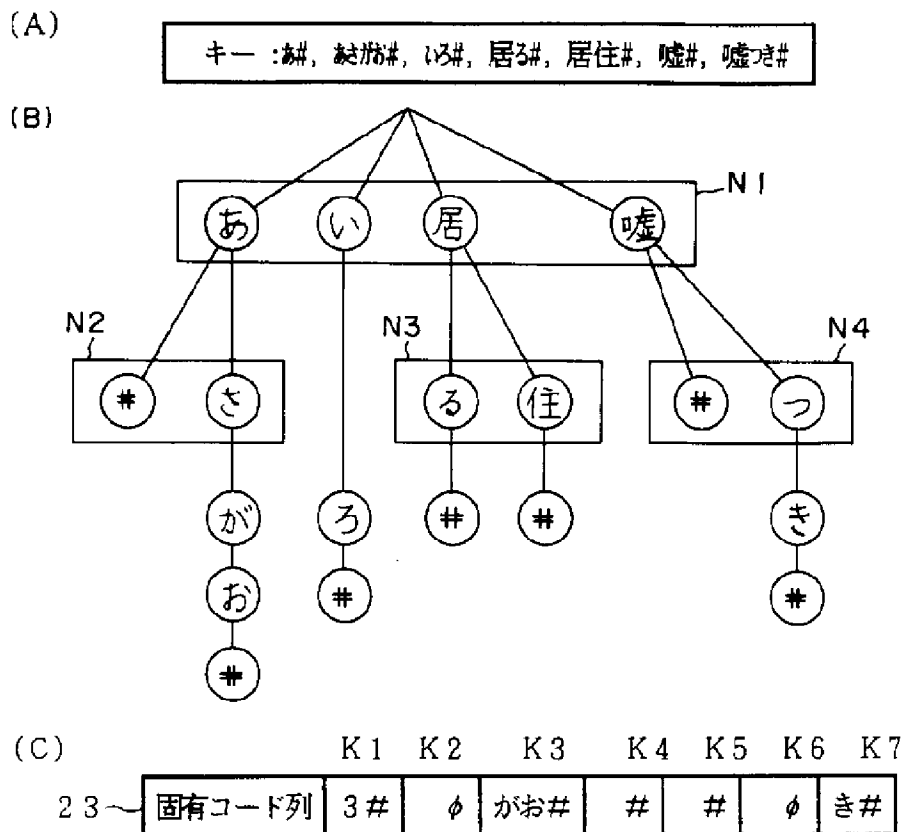 (A)
キー :あ#, あさがお#, いろ#, 居る#, 居住#, 嘘#, 嘘つき#
(B)
N1
あ い 居 嘘
N2 N3 N4
# さ る 住 # つ
が ろ # # き
お # #
#
(C) K1 K2 K3 K4 K5 K6 K7
23 固有コード列 3# φ がお# # # φ き#